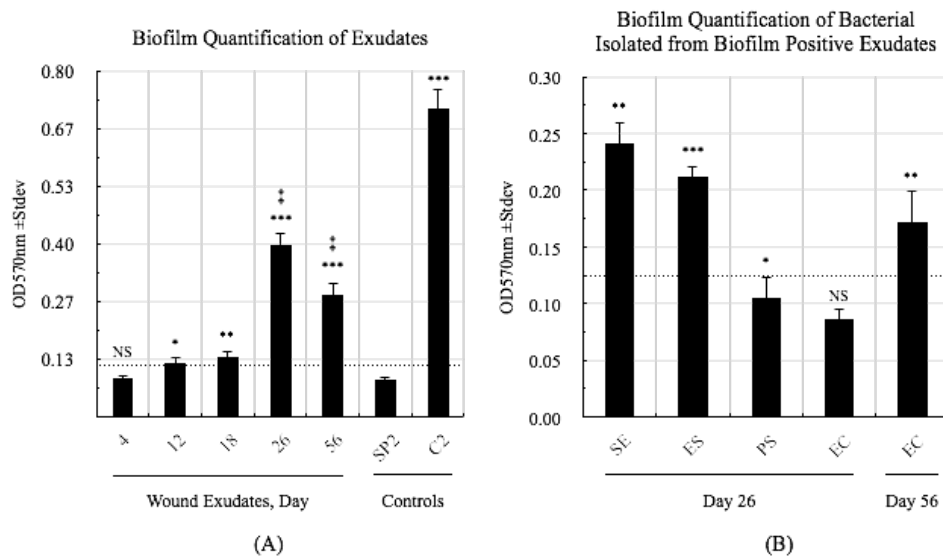 Biofilm Quantification of Exudates
0.80
0.67
0.53
0.40
0.27
0.13
OD570nm ±Stdev
NS
*
**
‡
***
‡
***
***
4
12
18
26
56
SP2
C2
Wound Exudates, Day
Controls
(A)
Biofilm Quantification of Bacterial
Isolated from Biofilm Positive Exudates
0.30
0.25
0.20
0.15
0.10
0.05
0.00
OD570nm ±Stdev
**
***
*
NS
**
SE
ES
PS
EC
EC
Day 26
Day 56
(B)